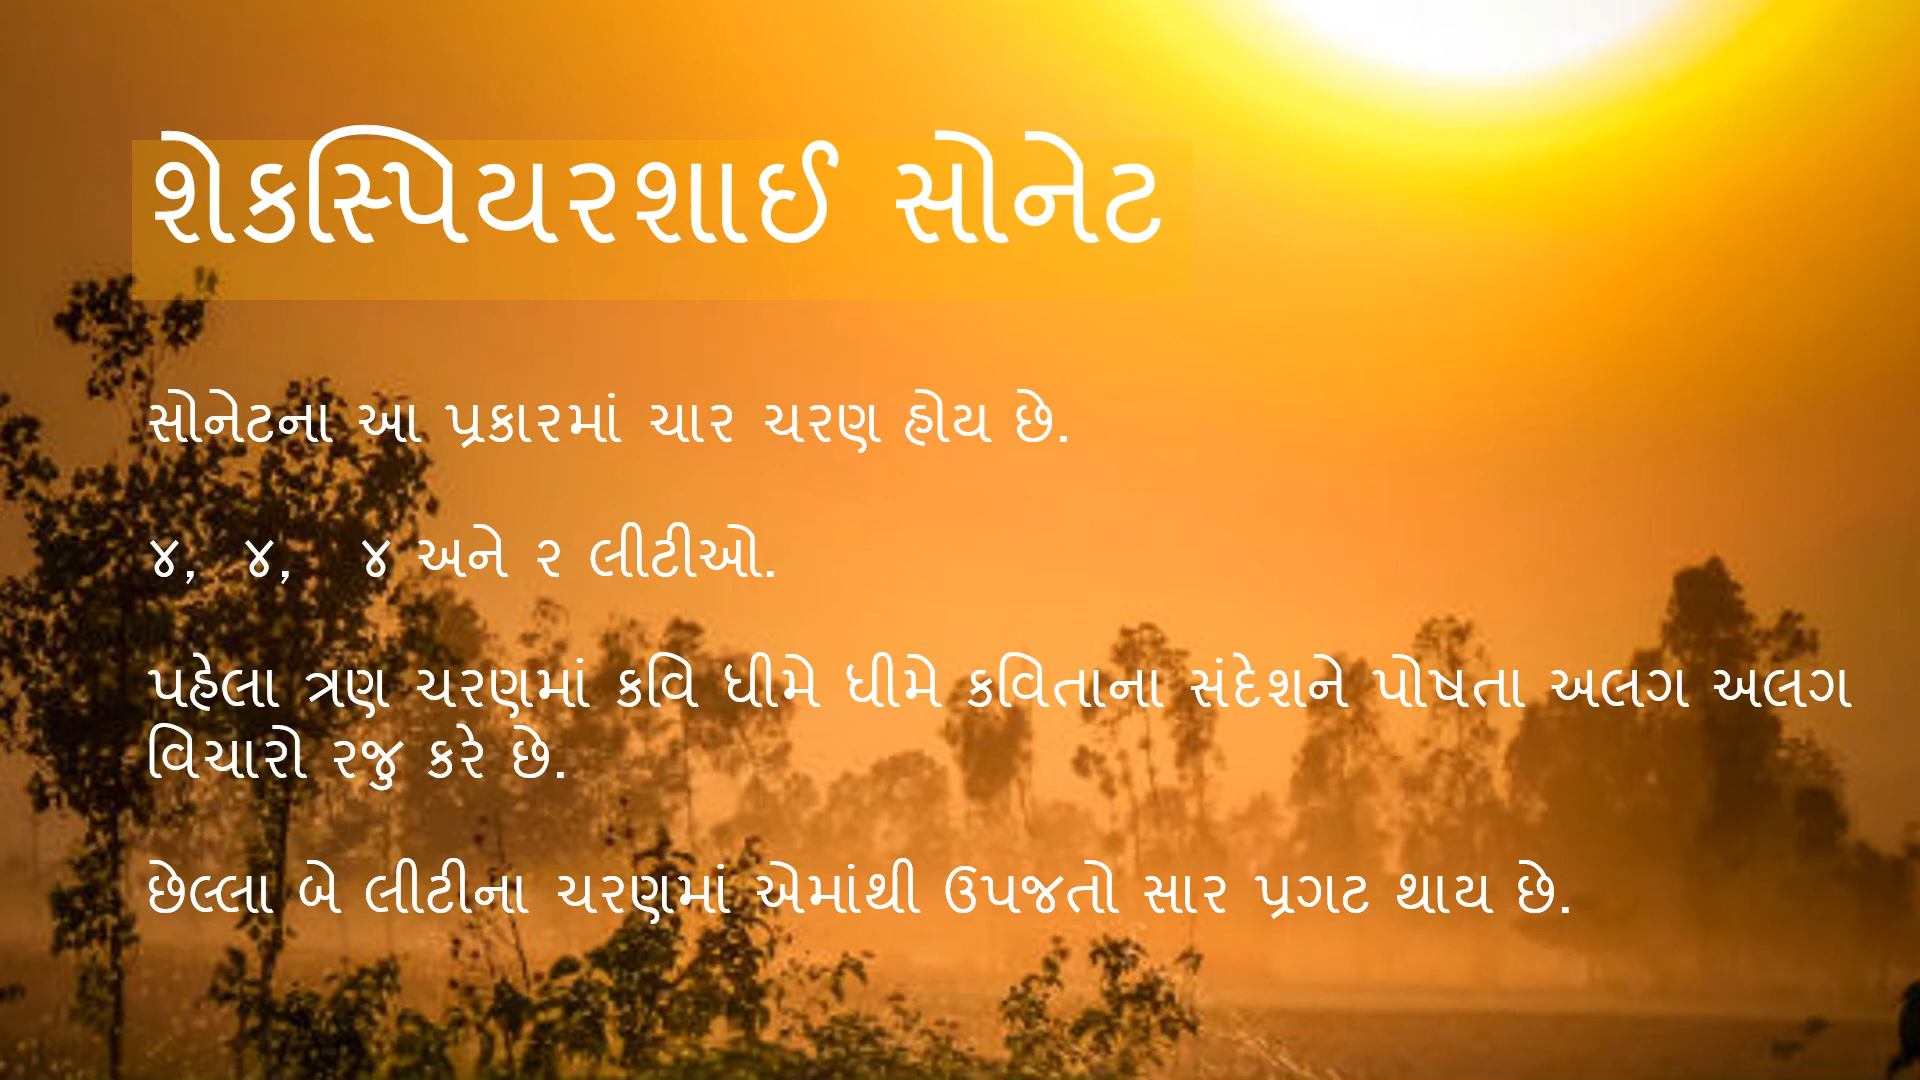 શેકસ્પિયરશાઈ સોનેટ
સોનેટના આ પ્રકારમાં ચાર ચરણ હોય છે.
૪, ૪, ૪ અને ૨ લીટીઓ.
પહેલા ત્રણ ચરણમાં કવિ ધીમે ધીમે કવિતાના સંદેશને પોષતા અલગ અલગ
વિચારો રજુ કરે છે.
છેલ્લા બે લીટીના ચરણમાં એમાંથી ઉપજતો સાર પ્રગટ થાય છે.